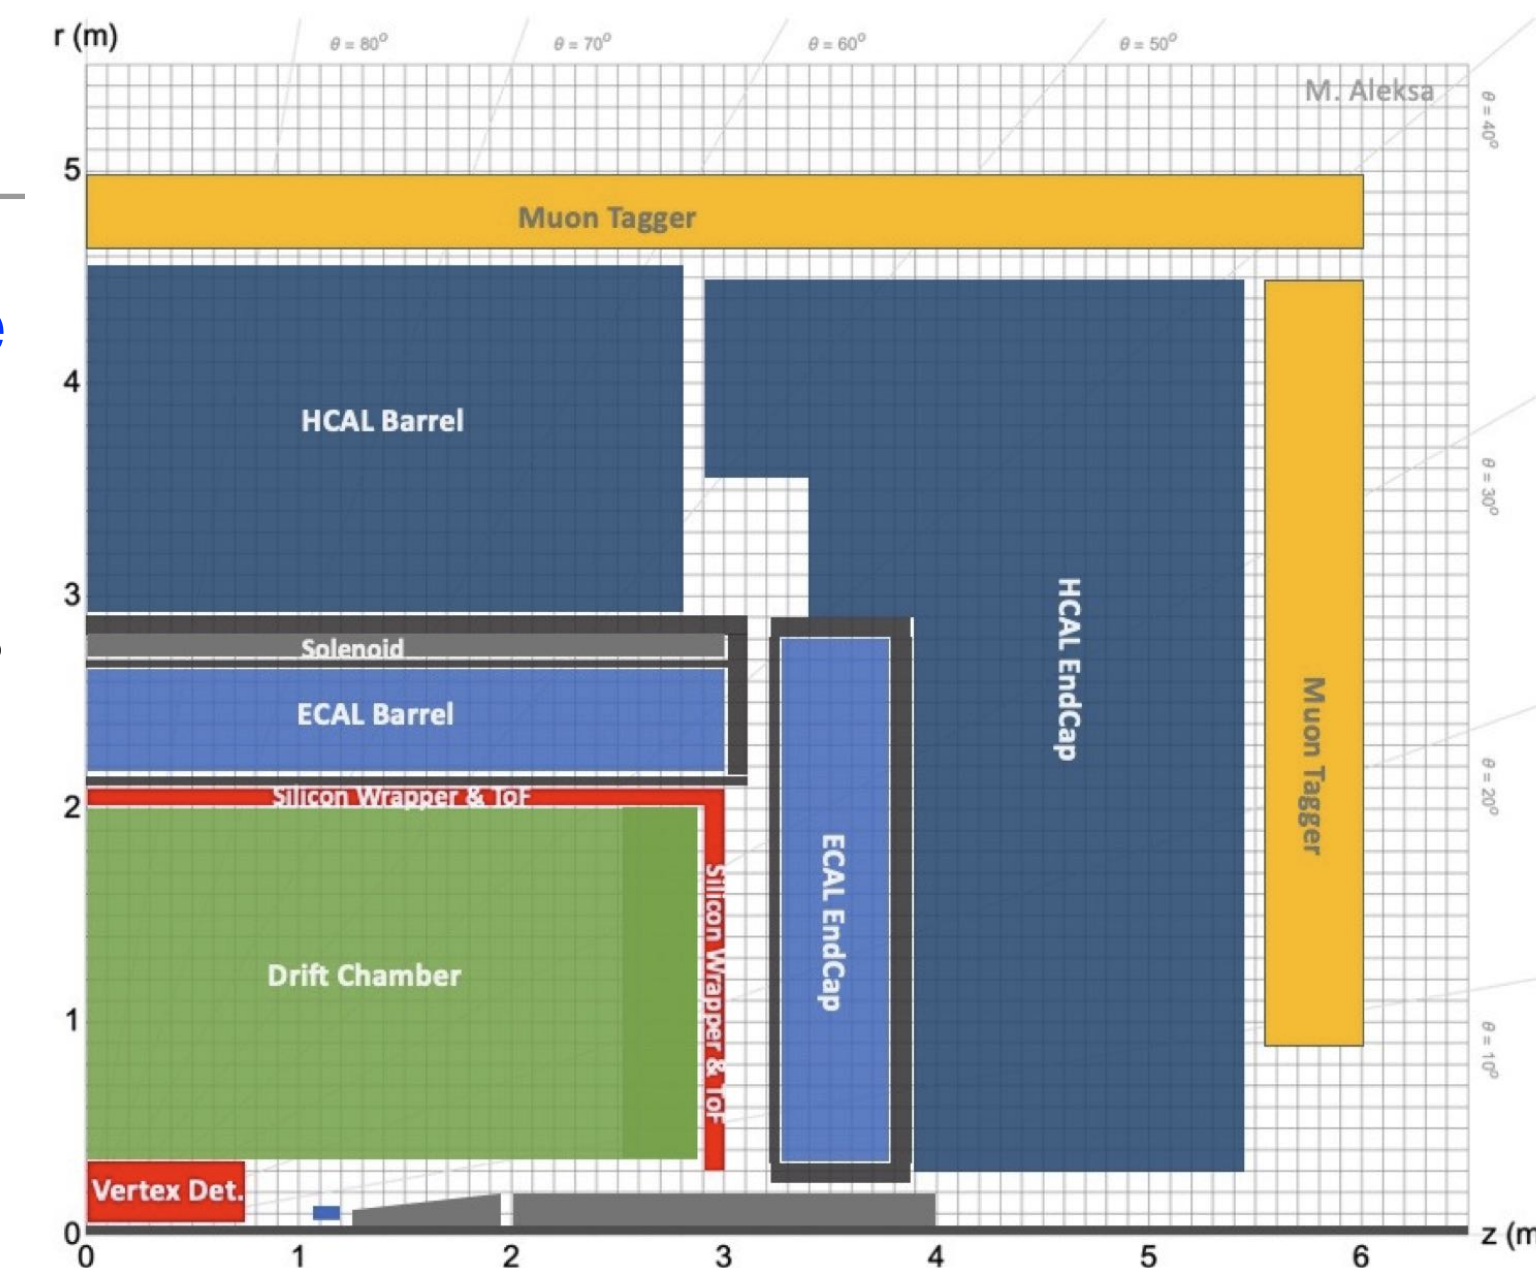 r (m)
θ = 80°
θ = 70°
θ = 60°
θ = 50°
M. Aleksa
θ = 40°
5
Muon Tagger
4
HCAL Barrel
θ = 30°
3
Solenoid
HCAL EndCap
ECAL Barrel
Muon Tagger
2
Silicon Wrapper & ToF
θ = 20°
ECAL EndCap
Silicon Wrapper & ToF
Drift Chamber
1
θ = 10°
Vertex Det.
0
z (m
0 1 2 3 4 5 6